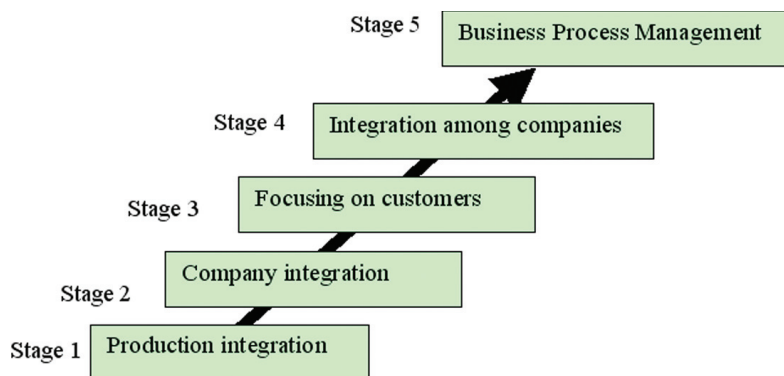 Stage 5
Business Process Management
Stage 4
Integration among companies
Stage 3
Focusing on customers
Stage 2
Company integration
Stage 1
Production integration